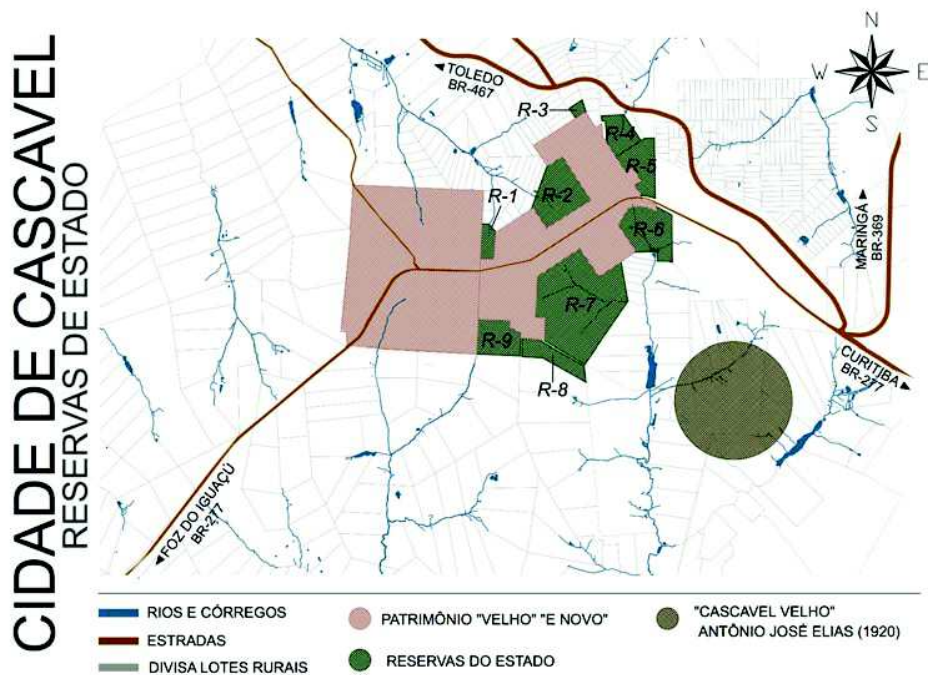 CIDADE DE CASCAVEL
RESERVAS DE ESTADO
N
W
E
S
TOLEDO
BR-467
MARINGÁ
BR-369
CURITIBA
BR-277
FOZ DO IGUAÇÚ
BR-277
R-3
R-4
R-5
R-1
R-2
R-6
R-7
R-9
R-8
RIOS E CÓRREGOS
ESTRADAS
DIVISA LOTES RURAIS
PATRIMÔNIO "VELHO" "E NOVO"
RESERVAS DO ESTADO
"CASCAVEL VELHO"
ANTÔNIO JOSÉ ELIAS (1920)